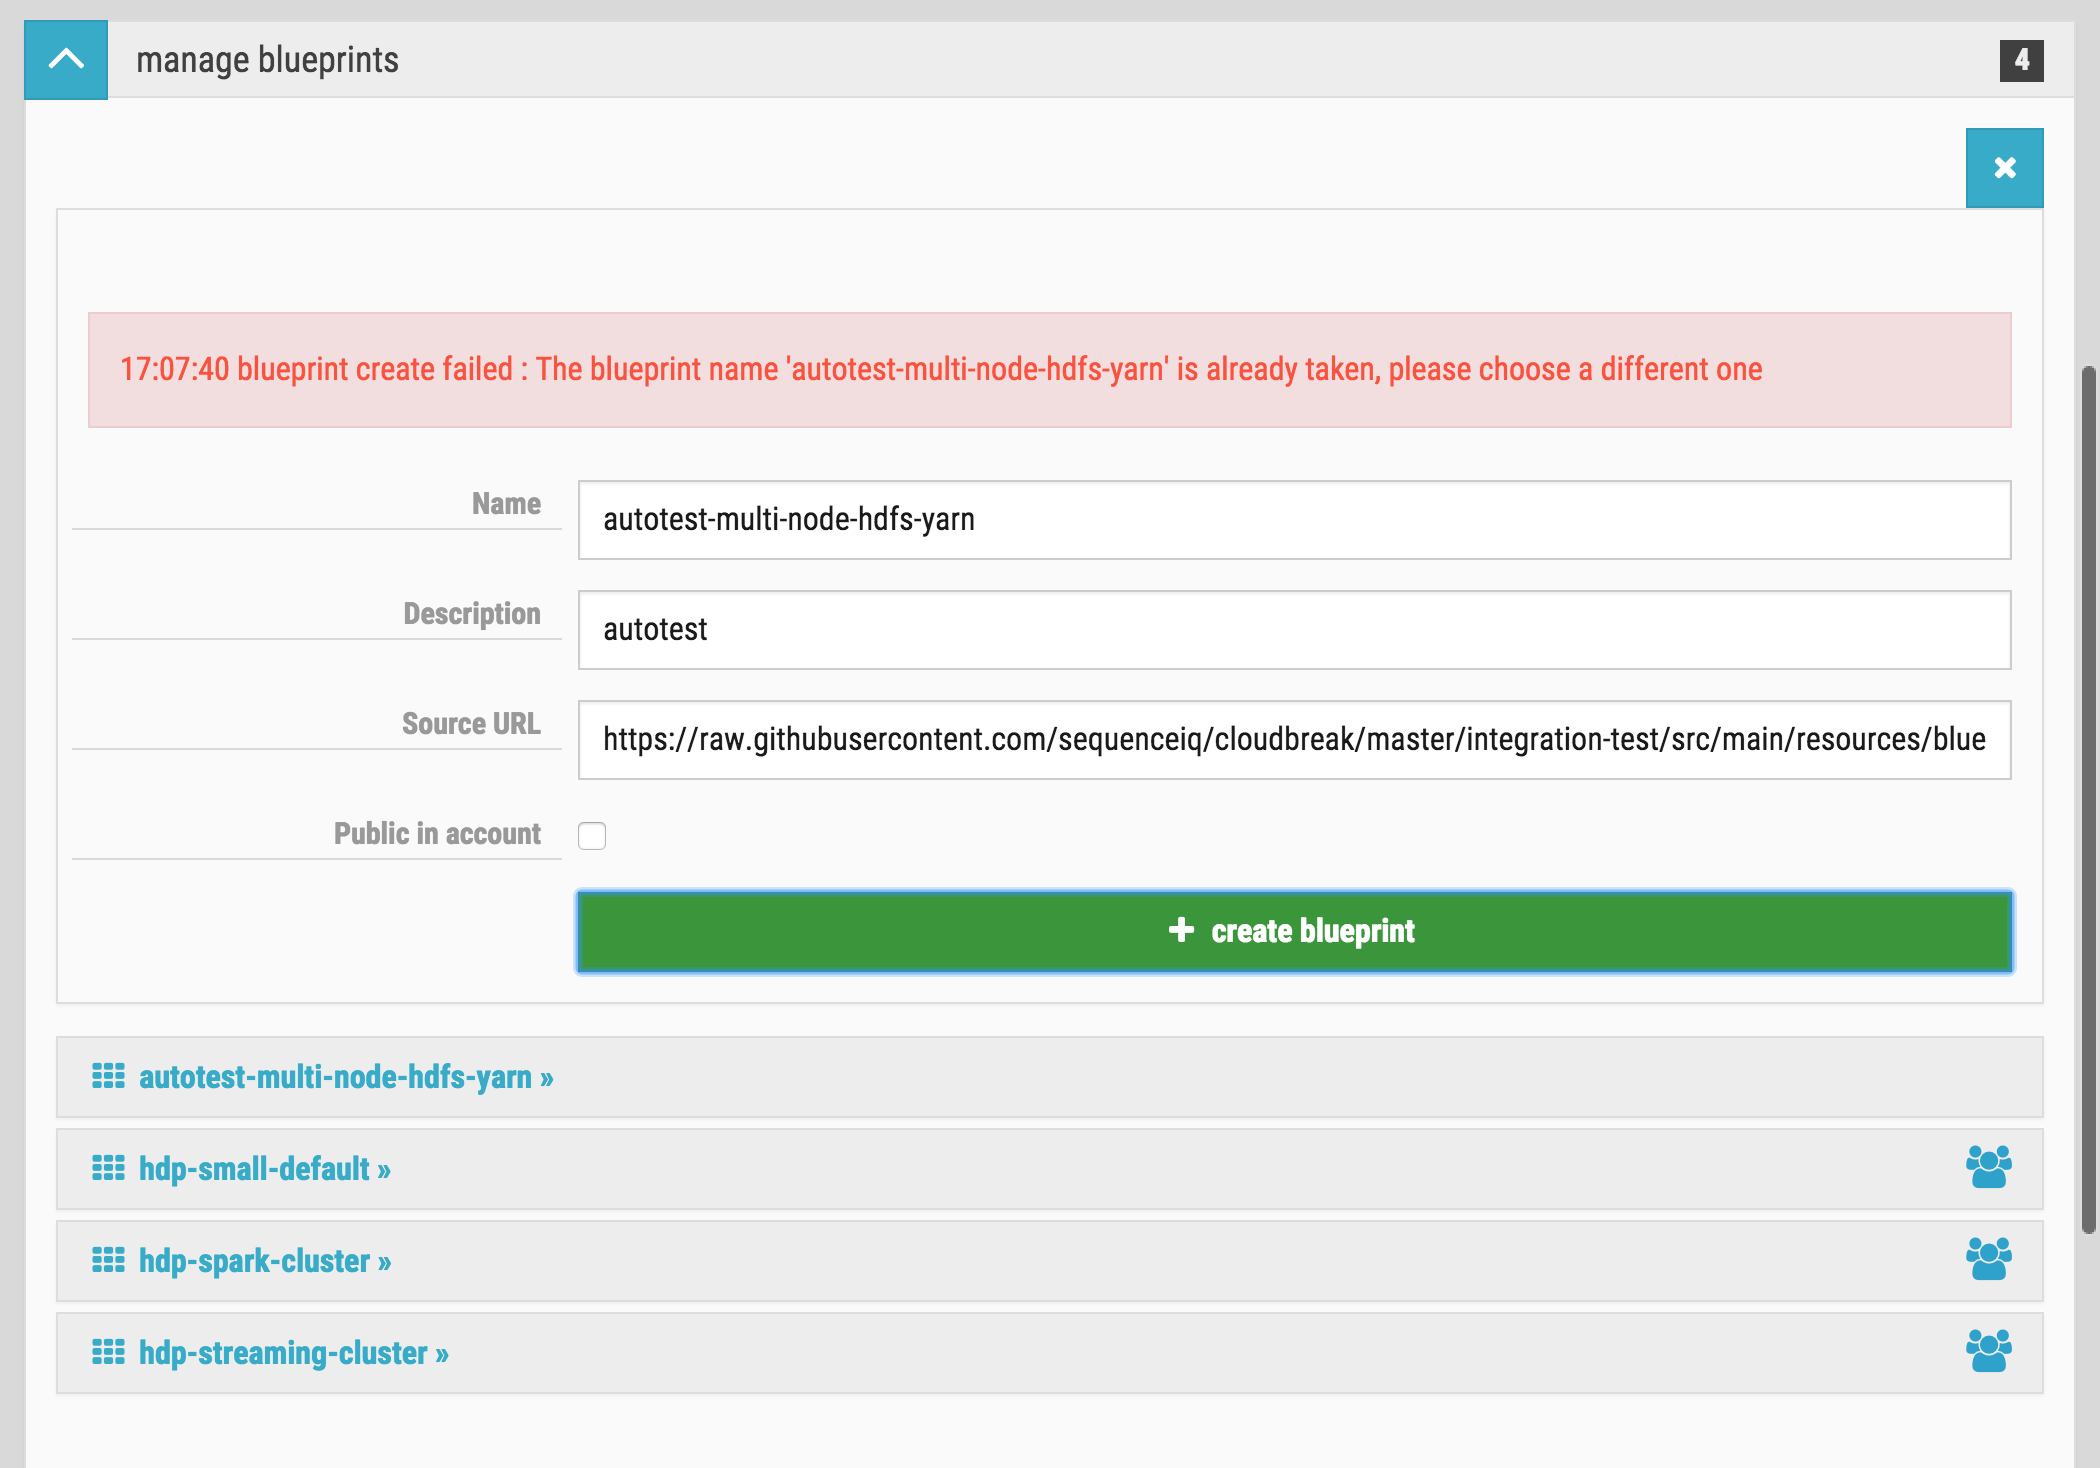 manage blueprints
4
17:07:40 blueprint create failed : The blueprint name 'autotest-multi-node-hdfs-yarn' is already taken, please choose a different one
Name
autotest-multi-node-hdfs-yarn
Description
autotest
Source URL
https://raw.githubusercontent.com/sequenceiq/cloudbreak/master/integration-test/src/main/resources/blue
Public in account
create blueprint
autotest-multi-node-hdfs-yarn »
hdp-small-default »
hdp-spark-cluster »
hdp-streaming-cluster »